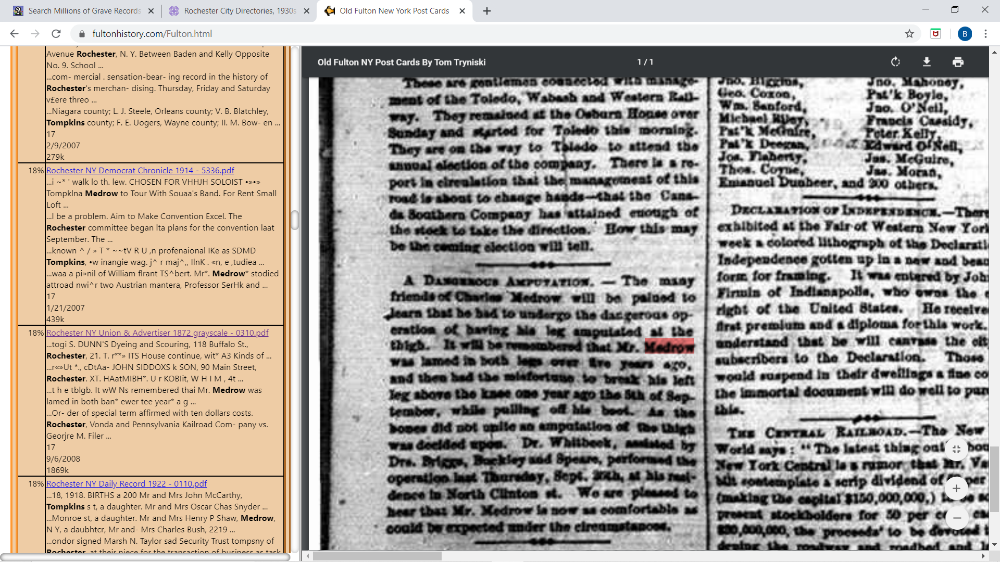 Search Millions of Grave Records
Rochester City Directories, 1930s
Old Fulton New York Post Cards
fultonhistory.com/Fulton.html
B
Avenue Rochester, N. Y. Between Baden and Kelly Opposite
No. 9. School ...
...com- mercial . sensation-bear- ing record in the history of
Rochester's merchan- dising. Thursday, Friday and Saturday
v£ere threo ...
...Niagara county; L. J. Steele, Orleans county; V. B. Blatchley,
Tompkins county; F. E. Uogers, Wayne county; II. M. Bow- en ...
17
2/9/2007
279k
18% Rochester NY Democrat Chronicle 1914 - 5336.pdf
...i ~* ' walk lo th. lew. CHOSEN FOR VHHJH SOLOIST •»•»
Tompklna Medrow to Tour With Souaa's Band. For Rent Small
Loft ...
...l be a problem. Aim to Make Convention Excel. The
Rochester committee began lta plans for the convention laat
September. The ...
...known ^ / » T * ~~tV R U ,n profenaional IKe as SDMD
Tompkins, •w inangie wag. j^ r maj^,, IlnK . «n, e ,tudiea ...
...waa a pi»nil of William flrant TS^bert. Mr*. Medrow* stodied
attroad nwi^r two Austrian mantera, Professor SerHk and ...
17
1/21/2007
439k
18% Rochester NY Union & Advertiser 1872 grayscale - 0310.pdf
...togi S. DUNN'S Dyeing and Scouring, 118 Buffalo St.,
Rochester, 21. T. r**» ITS House continue, wit* A3 Kinds of ...
...r«»Ut *., cDtAa- JOHN SIDDOXS k SON, 90 Main Street,
Rochester. XT. HAatMIBH*. U r KOBlit, W H I M , 4t ...
...t h e tblgb. It wW Ns remembered thai Mr. Medrow was
lamed in both ban* ewer tee year* a g ...
...Or- der of special term affirmed with ten dollars costs.
Rochester, Vonda and Pennsylvania Kailroad Com- pany vs.
Georjre M. Filer ...
17
9/6/2008
1869k
18% Rochester NY Daily Record 1922 - 0110.pdf
...18, 1918. BIRTHS a 200 Mr and Mrs John McCarthy,
Tompkins s t, a daughter. Mr and Mrs Oscar Chas Snyder ...
...Monroe st, a daughter. Mr and Mrs Henry P Shaw, Medrow,
N Y, a daubhtcr, Mr and- Mrs Charles Bush, 2219 ...
...ondor signed Marsh N. Taylor sad Security Trust tompsny of
Rochester, at their niece for the transaction of business as task
Old Fulton NY Post Cards By Tom Tryniski
1 / 1
These are gentlemen connected with manage-
ment of the Toledo, Wabash and Western Rail-
way. They remained at the Osburn House over
Sunday and started for Toledo this morning.
They are on the way to Toledo to attend the
annual election of the company. There is a re-
port in circulation that the management of this
road is about to change hands—that the Cana-
da Southern Company has attained enough of
the stock to take the direction. How this may
be the coming election will tell.
A DANGEROUS AMPUTATION. — The many
friends of Charles Medrow will be pained to
learn that he had to undergo the dangerous op-
eration of having his leg amputated at the
thigh. It will be remembered that Mr. Medrow
was lamed in both legs over five years ago,
and then had the misfortune to break his left
leg above the knee one year ago the 5th of Sep-
tember, while pulling off his boot. As the
bones did not unite an amputation of the thigh
was decided upon. Dr. Whitbeck, assisted by
Drs. Briggs, Buckley and Speare, performed the
operation last Thursday, Sept. 26th, at his resi-
dence in North Clinton st. We are pleased to
hear that Mr. Medrow is now as comfortable as
could be expected under the circumstances.
Jno. Higgins, Jno. Mahoney,
Geo. Coxon, Pat'k Boyle,
Wm. Sanford, Jno. O'Neil,
Michael Riley, Francis Cassidy,
Pat'k McGuire, Peter Kelly,
Pat'k Deegan, Edward O'Neil,
Jos. Flaherty, Jas. McGuire,
Thos. Coyne, Jas. Moran,
Emanuel Dunbeer, and 200 others.
DECLARATION OF INDEPENDENCE.—There
exhibited at the Fair of Western New York
week a colored lithograph of the Declarati
Independence gotten up in a new and beau
form for framing. It was entered by Joh
Firmin of Indianapolis, who owns the
right of the United States. He receive
first premium and a diploma for this work.
understand that he will canvass the cit
subscribers to the Declaration. Those
would suspend in their dwellings a fine co
the immortal document will do well to pur
this.
THE CENTRAL RAILROAD.—The New
World says: "The latest thing out
New York Central is a rumor that Mr. Va
bilt contemplate a scrip dividend of per
(making the capital $150,000,000,)
present stockholders for 50 per
$30,000,000, the proceeds to be devoted